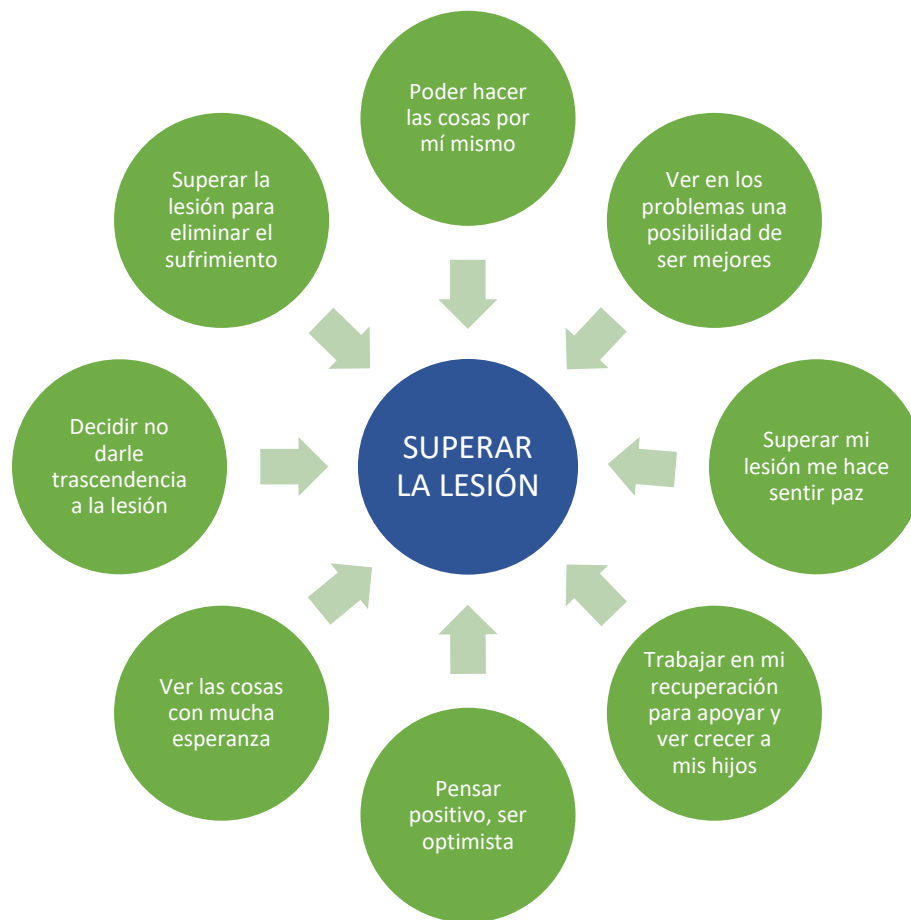 Poder hacer
las cosas por
mí mismo
Ver en los
problemas una
posibilidad de
ser mejores
Superar mi
lesión me hace
sentir paz
Trabajar en mi
recuperación
para apoyar y
ver crecer a
mis hijos
Pensar
positivo, ser
optimista
Ver las cosas
con mucha
esperanza
Decidir no
darle
trascendencia
a la lesión
Superar la
lesión para
eliminar el
sufrimiento
SUPERAR
LA LESIÓN